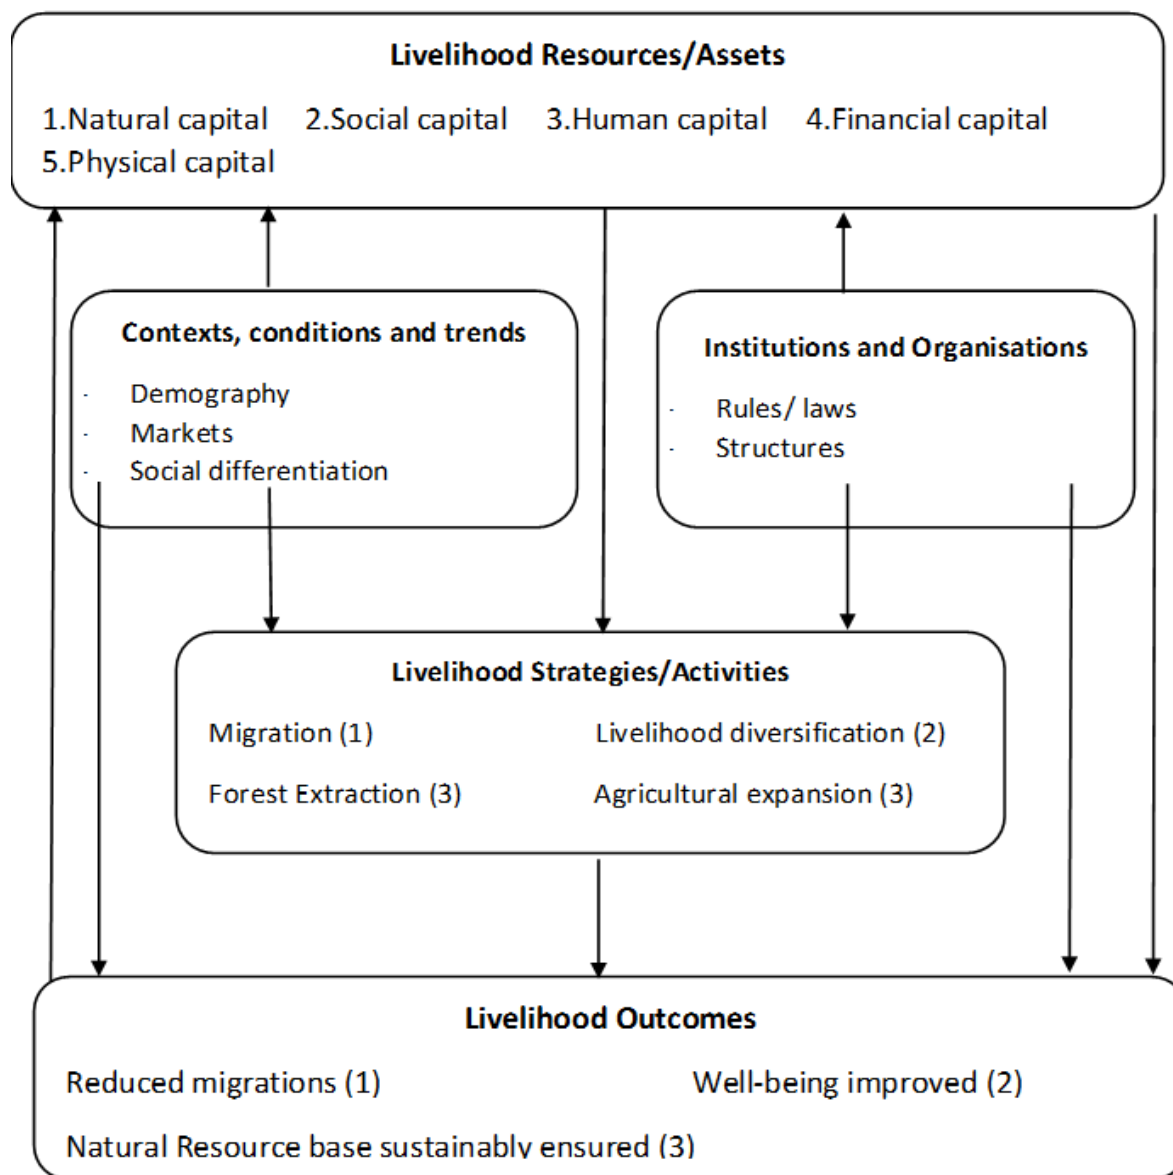 Livelihood Resources/Assets
1.Natural capital 2.Social capital 3.Human capital 4.Financial capital
5.Physical capital
Contexts, conditions and trends
- Demography
- Markets
- Social differentiation
Institutions and Organisations
- Rules/ laws
- Structures
Livelihood Strategies/Activities
Migration (1) Livelihood diversification (2)
Forest Extraction (3) Agricultural expansion (3)
Livelihood Outcomes
Reduced migrations (1) Well-being improved (2)
Natural Resource base sustainably ensured (3)